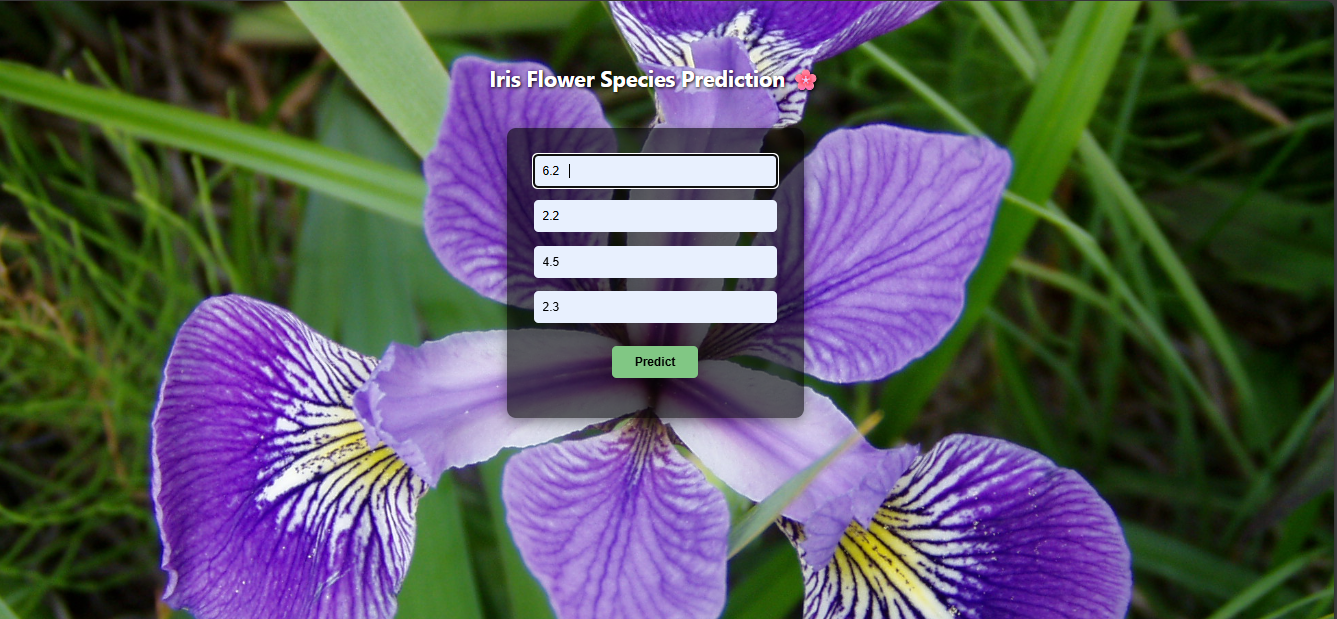 Iris Flower Species Prediction 🌸
6.2
2.2
4.5
2.3
Predict